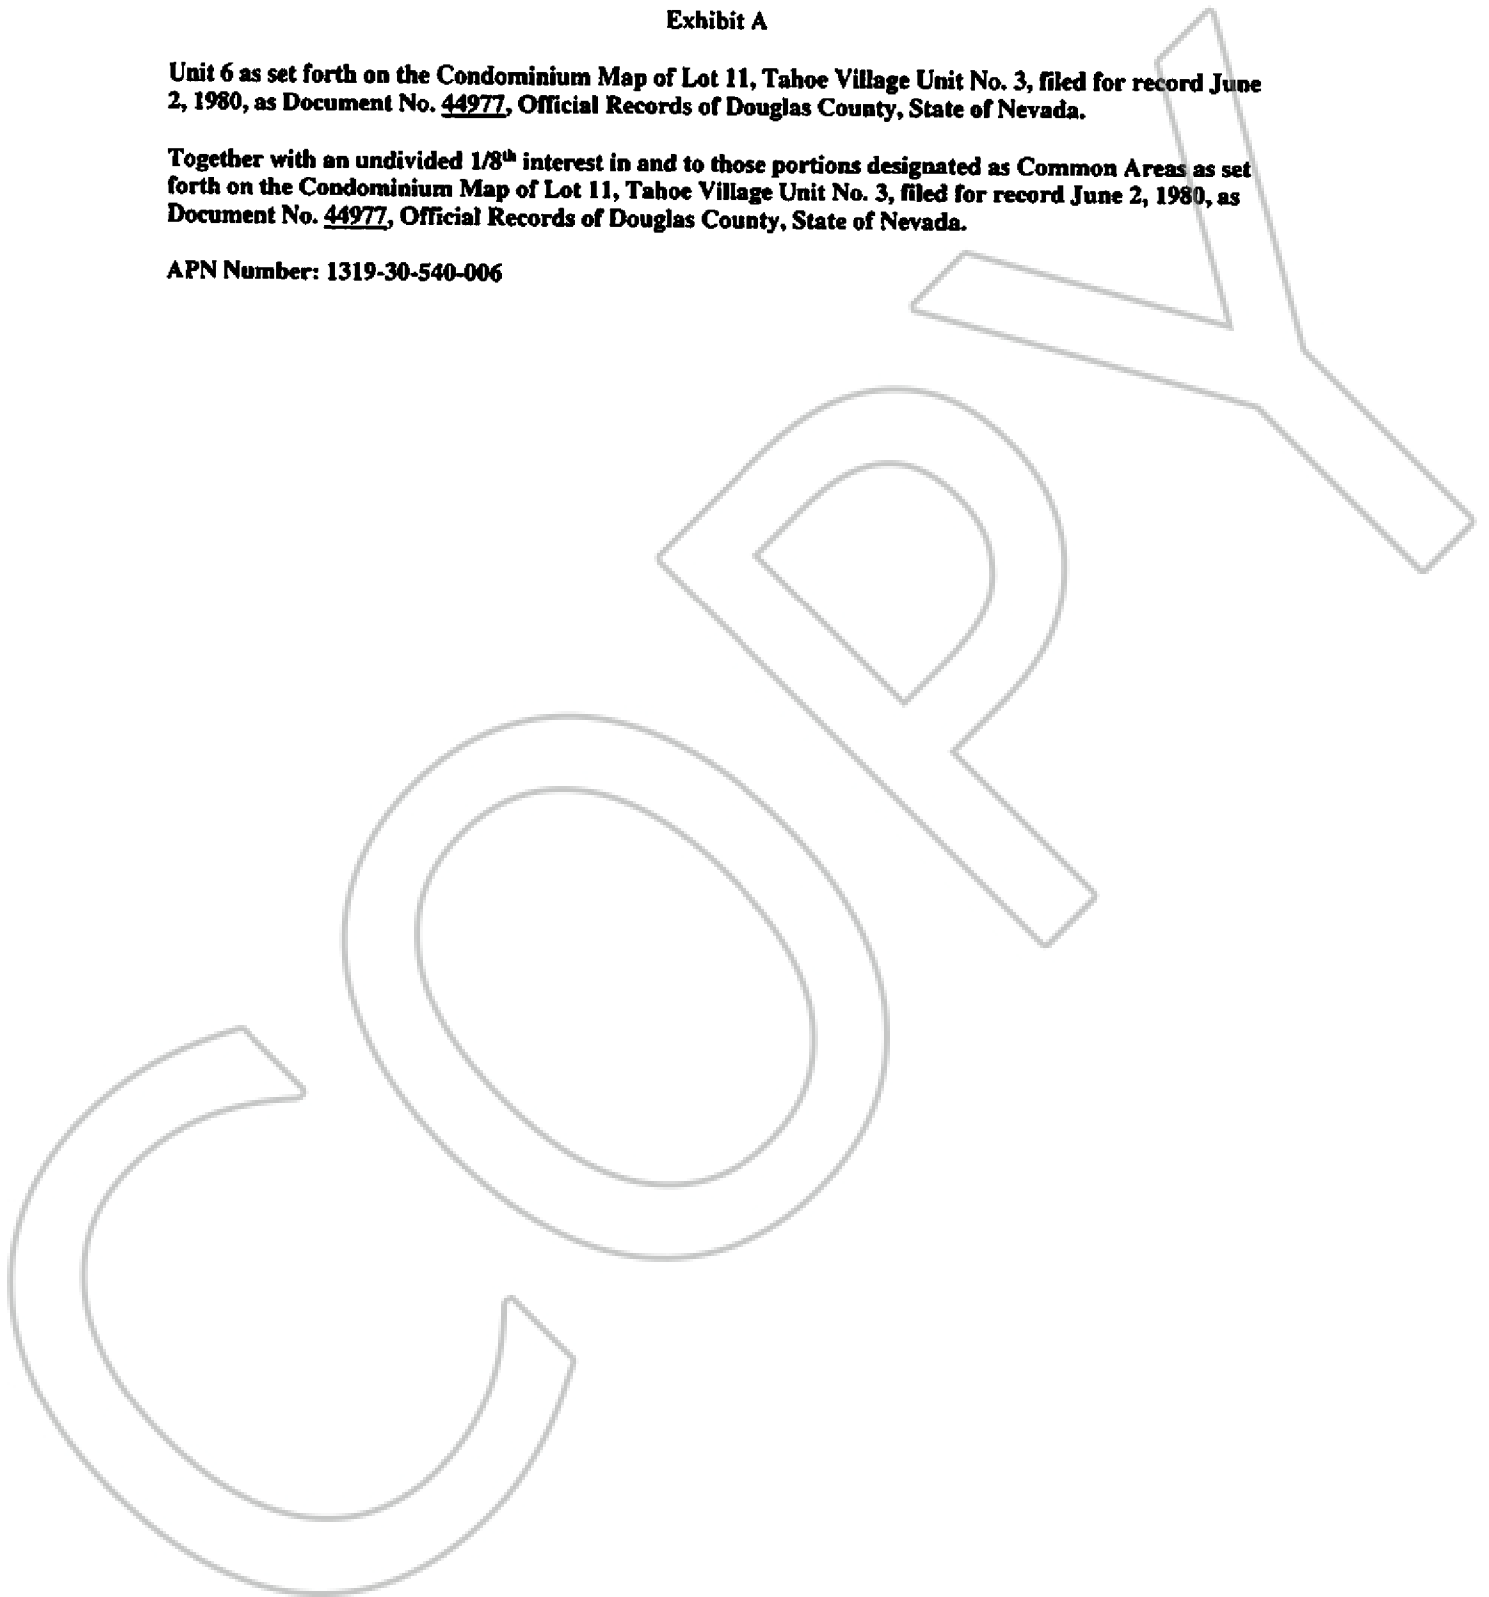 Exhibit A
Unit 6 as set forth on the Condominium Map of Lot 11, Tahoe Village Unit No. 3, filed for record June
2, 1980, as Document No. 44977, Official Records of Douglas County, State of Nevada.
Together with an undivided 1/8th interest in and to those portions designated as Common Areas as set
forth on the Condominium Map of Lot 11, Tahoe Village Unit No. 3, filed for record June 2, 1980, as
Document No. 44977, Official Records of Douglas County, State of Nevada.
APN Number: 1319-30-540-006
COPY